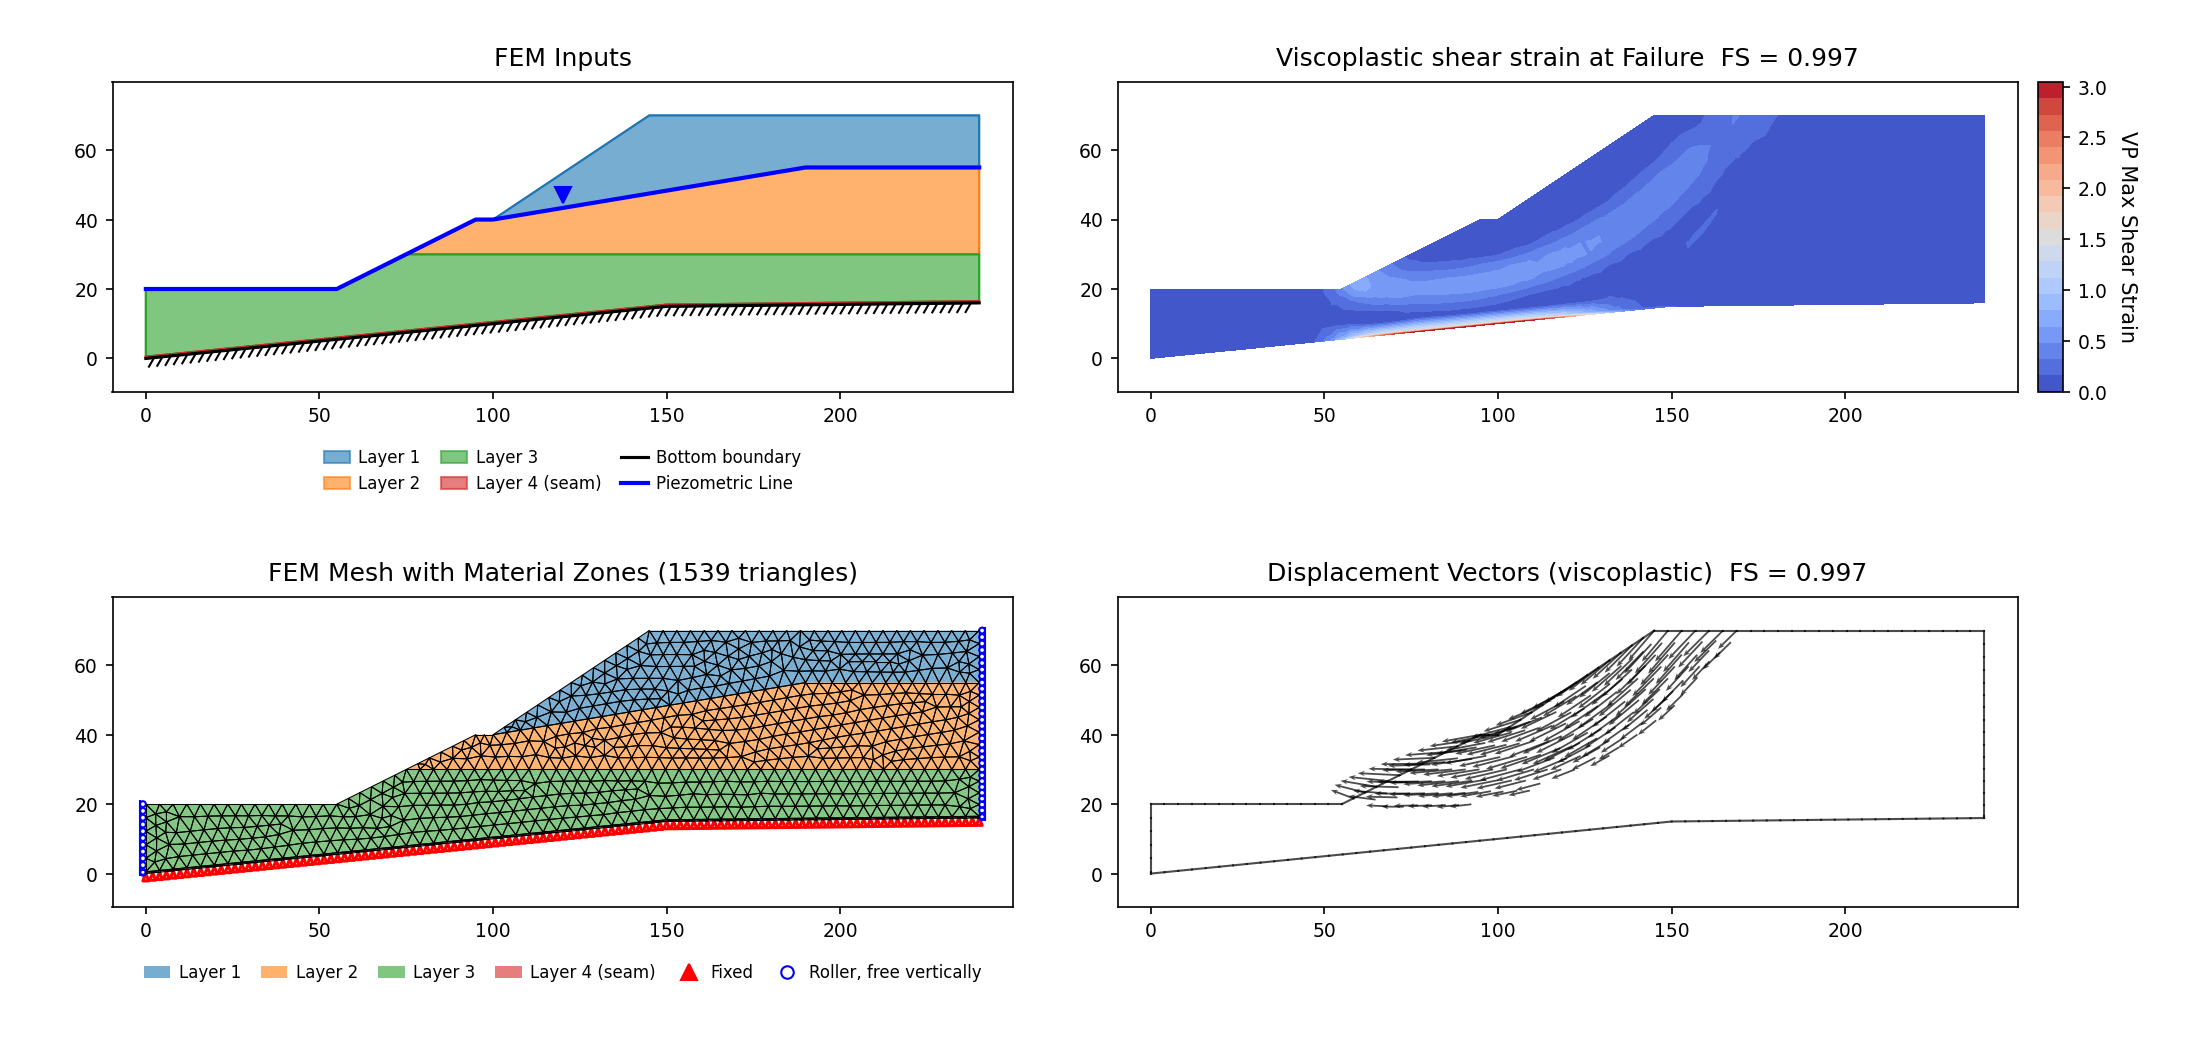 FEM Inputs
60
40
20
0
0 50 100 150 200
Layer 1 Layer 3 Bottom boundary
Layer 2 Layer 4 (seam) Piezometric Line
Viscoplastic shear strain at Failure FS = 0.997
60
40
20
0
0 50 100 150 200
3.0
2.5
2.0
1.5
1.0
0.5
0.0
VP Max Shear Strain
FEM Mesh with Material Zones (1539 triangles)
60
40
20
0
0 50 100 150 200
Layer 1 Layer 2 Layer 3 Layer 4 (seam) Fixed Roller, free vertically
Displacement Vectors (viscoplastic) FS = 0.997
60
40
20
0
0 50 100 150 200